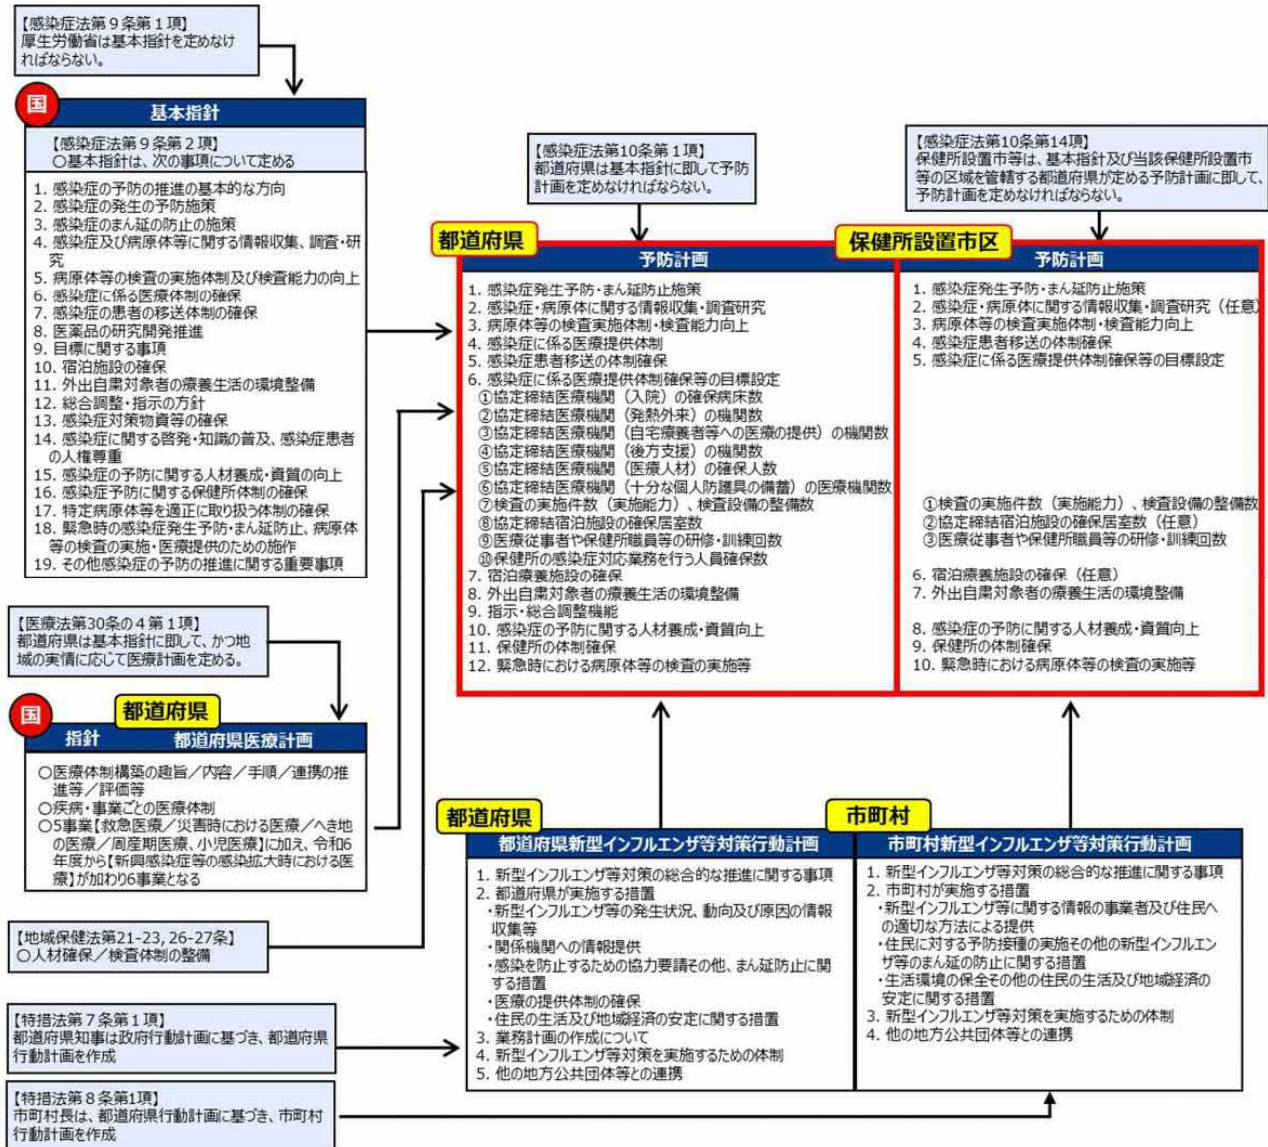 【感染症法第9条第1項】
厚生労働省は基本指針を定めなけ
ればならない。
国
基本指針
【感染症法第9条第2項】
○基本指針は、次の事項について定める
1. 感染症の予防の推進の基本的な方向
2. 感染症の発生の予防施策
3. 感染症のまん延の防止の施策
4. 感染症及び病原体等に関する情報収集、調査・研
究
5. 病原体等の検査の実施体制及び検査能力の向上
6. 感染症に係る医療体制の確保
7. 感染症の患者の移送体制の確保
8. 医薬品の研究開発推進
9. 目標に関する事項
10. 宿泊施設の確保
11. 外出自粛対象者の療養生活の環境整備
12. 総合調整・指示の方針
13. 感染症対策物資等の確保
14. 感染症に関する啓発・知識の普及、感染症患者
の人権尊重
15. 感染症の予防に関する人材養成・資質の向上
16. 感染症予防に関する保健所体制の確保
17. 特定病原体等を適正に取り扱う体制の確保
18. 緊急時の感染症発生予防・まん延防止、病原体
等の検査の実施・医療提供のための施作
19. その他感染症の予防の推進に関する重要事項
【医療法第30条の4第1項】
都道府県は基本指針に即して、かつ地
域の実情に応じて医療計画を定める。
国
都道府県
指針 都道府県医療計画
○医療体制構築の趣旨／内容／手順／連携の推
進等／評価等
○疾病・事業ごとの医療体制
○5事業【救急医療／災害時における医療／へき地
の医療／周産期医療、小児医療】に加え、令和6
年度から【新興感染症等の感染拡大時における医
療】が加わり6事業となる
【地域保健法第21-23, 26-27条】
○人材確保／検査体制の整備
【特措法第7条第1項】
都道府県知事は政府行動計画に基づき、都道府県
行動計画を作成
【特措法第8条第1項】
市町村長は、都道府県行動計画に基づき、市町村
行動計画を作成
【感染症法第10条第1項】
都道府県は基本指針に即して予防
計画を定めなければならない。
都道府県
予防計画
1. 感染症発生予防・まん延防止施策
2. 感染症・病原体に関する情報収集・調査研究
3. 病原体等の検査実施体制・検査能力向上
4. 感染症に係る医療提供体制
5. 感染症患者移送の体制確保
6. 感染症に係る医療提供体制確保等の目標設定
①協定締結医療機関（入院）の確保病床数
②協定締結医療機関（発熱外来）の機関数
③協定締結医療機関（自宅療養者等への医療の提供）の機関数
④協定締結医療機関（後方支援）の機関数
⑤協定締結医療機関（医療人材）の確保人数
⑥協定締結医療機関（十分な個人防護具の備蓄）の医療機関数
⑦検査の実施件数（実施能力）、検査設備の整備数
⑧協定締結宿泊施設の確保居室数
⑨医療従事者や保健所職員等の研修・訓練回数
⑩保健所の感染症対応業務を行う人員確保数
7. 宿泊療養施設の確保
8. 外出自粛対象者の療養生活の環境整備
9. 指示・総合調整機能
10. 感染症の予防に関する人材養成・資質向上
11. 保健所の体制確保
12. 緊急時における病原体等の検査の実施等
【感染症法第10条第14項】
保健所設置市等は、基本指針及び当該保健所設置市
等の区域を管轄する都道府県が定める予防計画に即して、
予防計画を定めなければならない。
保健所設置市区
予防計画
1. 感染症発生予防・まん延防止施策
2. 感染症・病原体に関する情報収集・調査研究（任意）
3. 病原体等の検査実施体制・検査能力向上
4. 感染症患者移送の体制確保
5. 感染症に係る医療提供体制確保等の目標設定
①検査の実施件数（実施能力）、検査設備の整備数
②協定締結宿泊施設の確保居室数（任意）
③医療従事者や保健所職員等の研修・訓練回数
6. 宿泊療養施設の確保（任意）
7. 外出自粛対象者の療養生活の環境整備
8. 感染症の予防に関する人材養成・資質向上
9. 保健所の体制確保
10. 緊急時における病原体等の検査の実施等
都道府県
都道府県新型インフルエンザ等対策行動計画
1. 新型インフルエンザ等対策の総合的な推進に関する事項
2. 都道府県が実施する措置
・新型インフルエンザ等の発生状況、動向及び原因の情報
収集等
・関係機関への情報提供
・感染を防止するための協力要請その他、まん延防止に関
する措置
・医療の提供体制の確保
・住民の生活及び地域経済の安定に関する措置
3. 業務計画の作成について
4. 新型インフルエンザ等対策を実施するための体制
5. 他の地方公共団体等との連携
市町村
市町村新型インフルエンザ等対策行動計画
1. 新型インフルエンザ等対策の総合的な推進に関する事項
2. 市町村が実施する措置
・新型インフルエンザ等に関する情報の事業者及び住民へ
の適切な方法による提供
・住民に対する予防接種の実施その他の新型インフルエン
ザ等のまん延の防止に関する措置
・生活環境の保全その他の住民の生活及び地域経済の
安定に関する措置
3. 新型インフルエンザ等対策を実施するための体制
4. 他の地方公共団体等との連携